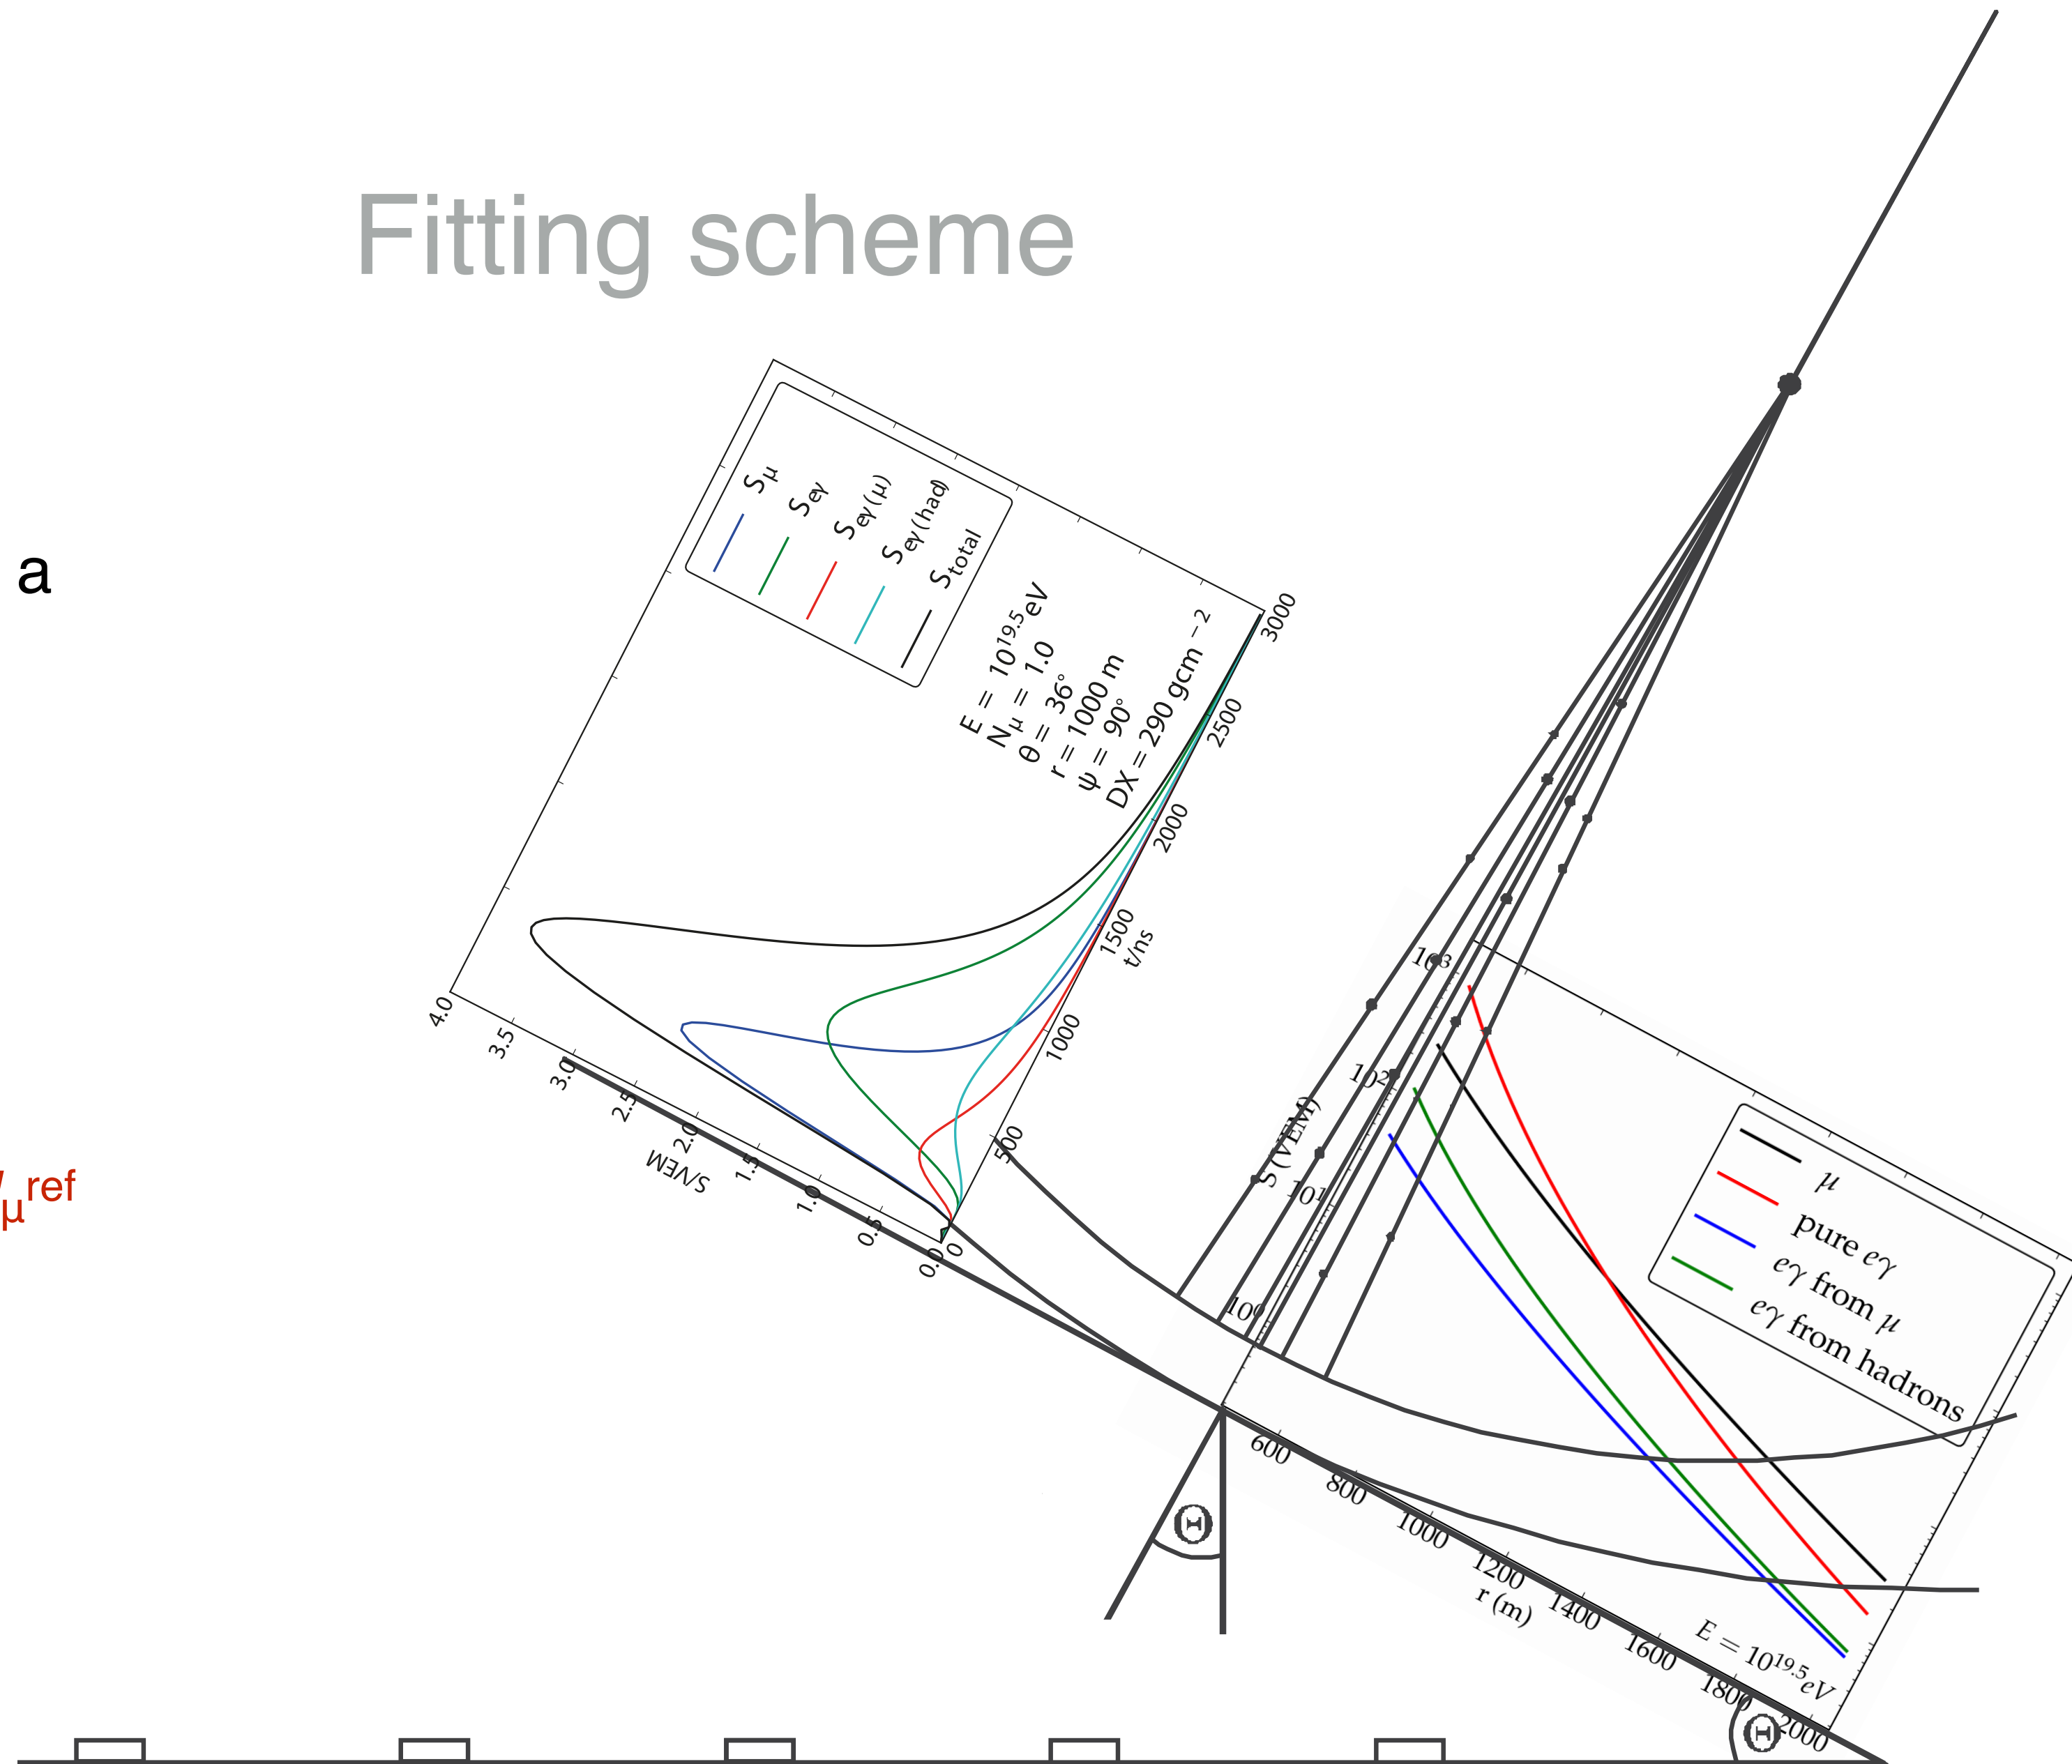 Fitting scheme
a
μ
ref
Sμ
Seγ
Seγ(μ)
Seγ(had)
Stotal
E = 10^19.5 eV
Nμ = 1.0
θ = 36°
r = 1000 m
ψ = 90°
DX = 290 gcm −2
4.0
3.5
3.0
2.5
2.0
1.5
1.0
0.5
0.0
S/VEM
0
500
1000
1500
2000
2500
3000
t/ns
10^3
10^2
10^1
10^0
S (VEM)
μ
pure eγ
eγ from μ
eγ from hadrons
600
800
1000
1200
1400
1600
1800
2000
r (m)
E = 10^19.5 eV
Θ
Θ